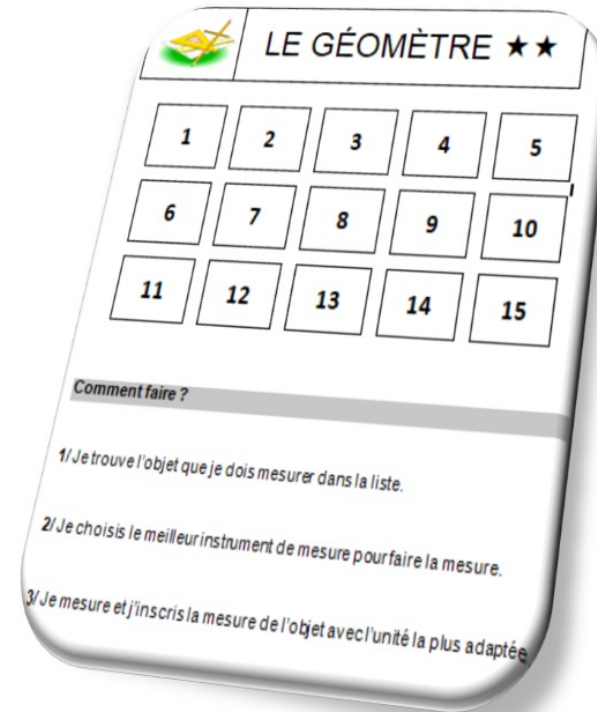 LE GÉOMÈTRE ★★
1 2 3 4 5
6 7 8 9 10
11 12 13 14 15
Comment faire ?
1/ Je trouve l'objet que je dois mesurer dans la liste.
2/ Je choisis le meilleur instrument de mesure pour faire la mesure.
3/ Je mesure et j'inscris la mesure de l'objet avec l'unité la plus adaptée